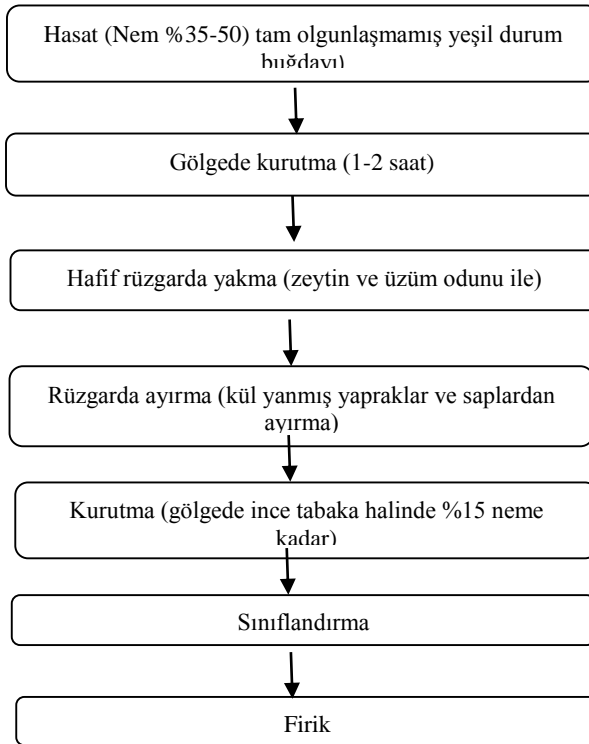 Hasat (Nem %35-50) tam olgunlaşmamış yeşil durum
buğdayı)
Gölgede kurutma (1-2 saat)
Hafif rüzgarda yakma (zeytin ve üzüm odunu ile)
Rüzgarda ayırma (kül yanmış yapraklar ve saplardan
ayırma)
Kurutma (gölgede ince tabaka halinde %15 neme
kadar)
Sınıflandırma
Firik